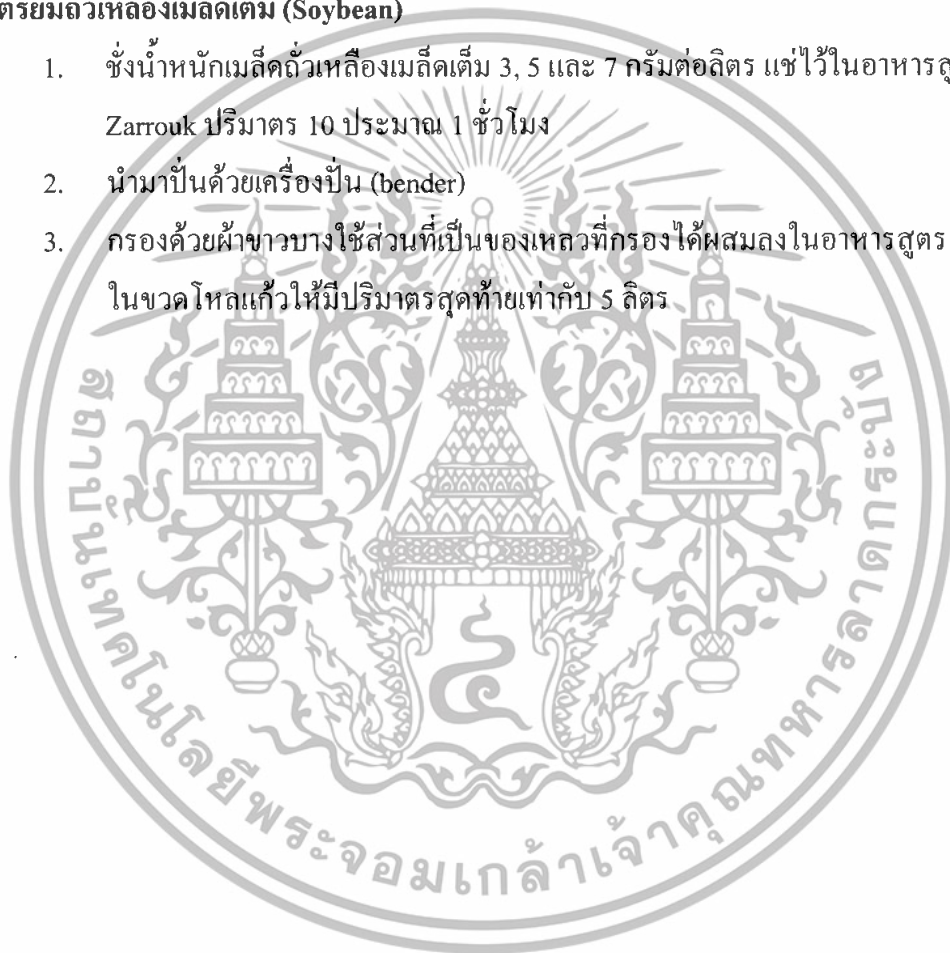 ตรียมถั่วเหลืองเมล็ดเต็ม (Soybean)
1. ชั่งน้ำหนักเมล็ดถั่วเหลืองเมล็ดเต็ม 3, 5 และ 7 กรัมต่อลิตร แช่ไว้ในอาหารสู
Zarrouk ปริมาตร 10 ประมาณ 1 ชั่วโมง
2. นำมาปั่นด้วยเครื่องปั่น (bender)
3. กรองด้วยผ้าขาวบางใช้ส่วนที่เป็นของเหลวที่กรองได้ผสมลงในอาหารสูตร
ในขวดโหลแก้วให้มีปริมาตรสุดท้ายเท่ากับ 5 ลิตร
สถาบันเทคโนโลยีพระจอมเกล้าเจ้าคุณทหารลาดกระบัง